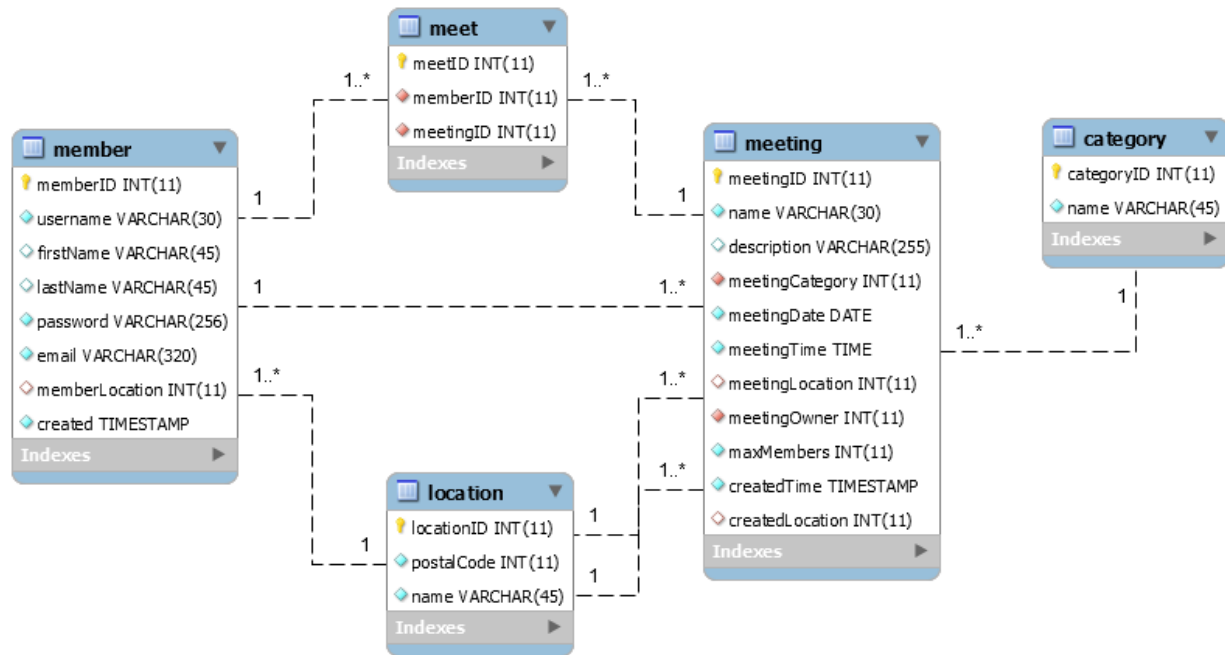 meet
meetID INT(11)
memberID INT(11)
meetingID INT(11)
Indexes
1..*
1..*
member
memberID INT(11)
username VARCHAR(30)
firstName VARCHAR(45)
lastName VARCHAR(45)
password VARCHAR(256)
email VARCHAR(320)
memberLocation INT(11)
created TIMESTAMP
Indexes
1
1
1..*
1
1..*
1
meeting
meetingID INT(11)
name VARCHAR(30)
description VARCHAR(255)
meetingCategory INT(11)
meetingDate DATE
meetingTime TIME
meetingLocation INT(11)
meetingOwner INT(11)
maxMembers INT(11)
createdTime TIMESTAMP
createdLocation INT(11)
Indexes
category
categoryID INT(11)
name VARCHAR(45)
Indexes
1
1..*
1..*
1..*
location
locationID INT(11)
postalCode INT(11)
name VARCHAR(45)
Indexes
1
1